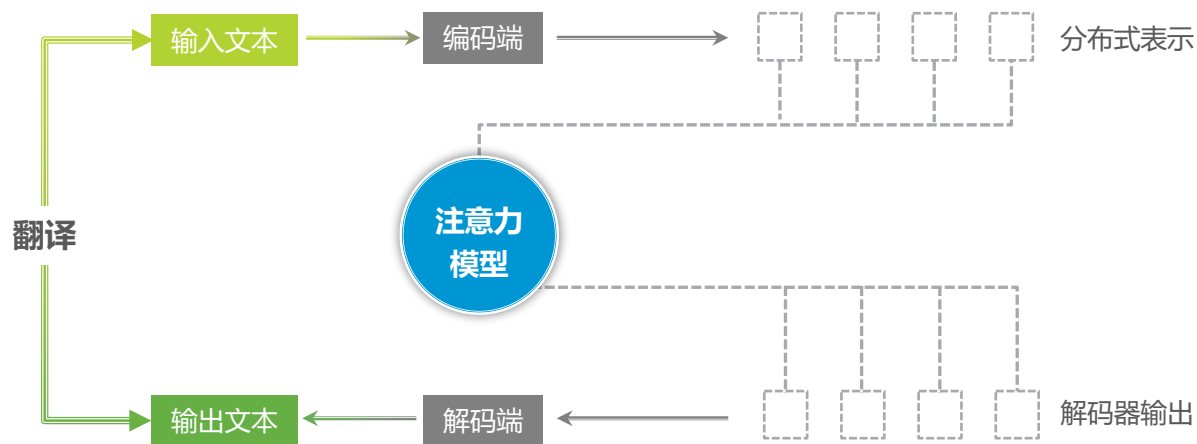 输入文本
编码端
分布式表示
注意力
模型
翻译
输出文本
解码端
解码器输出